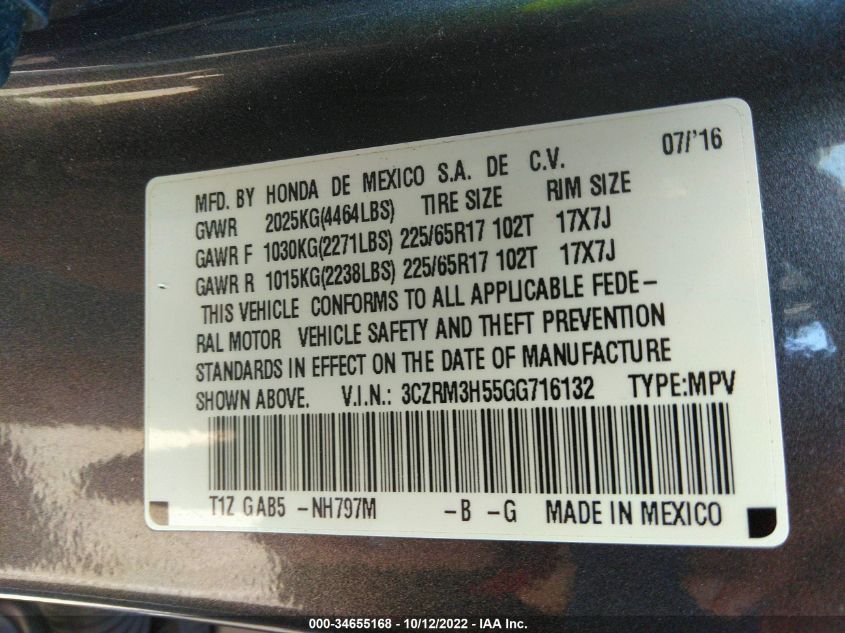 07/'16
MFD. BY HONDA DE MEXICO S.A. DE C.V.
GVWR 2025KG(4464LBS) TIRE SIZE RIM SIZE
GAWR F 1030KG(2271LBS) 225/65R17 102T 17X7J
GAWR R 1015KG(2238LBS) 225/65R17 102T 17X7J
THIS VEHICLE CONFORMS TO ALL APPLICABLE FEDE-
RAL MOTOR VEHICLE SAFETY AND THEFT PREVENTION
STANDARDS IN EFFECT ON THE DATE OF MANUFACTURE
SHOWN ABOVE. V.I.N.: 3CZRM3H55GG716132 TYPE:MPV
T1Z GAB5 -NH797M -B -G MADE IN MEXICO
000-34655168 - 10/12/2022 - IAA Inc.